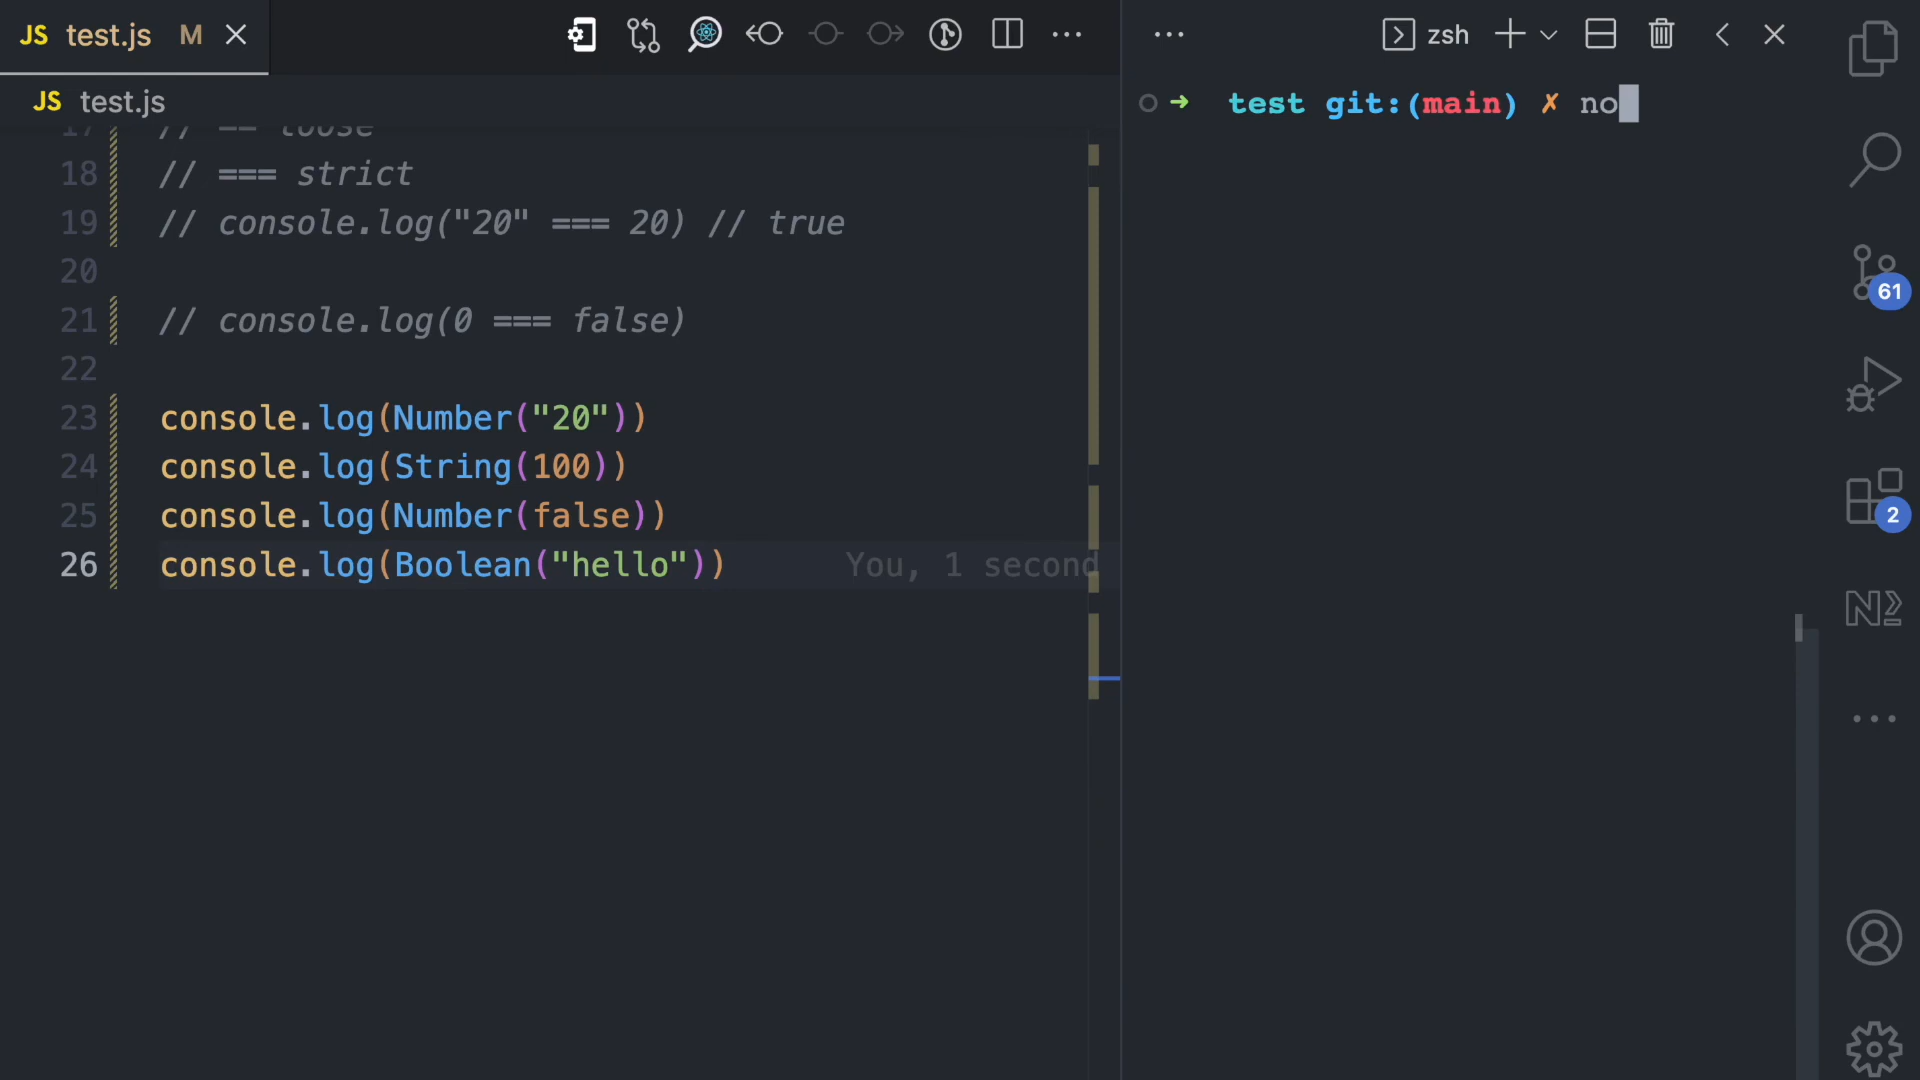 JS test.js M
zsh
JS test.js
➜ test git:(main) ✗ no
17 // == loose
18 // === strict
19 // console.log("20" === 20) // true
20
21 // console.log(0 === false)
22
23 console.log(Number("20"))
24 console.log(String(100))
25 console.log(Number(false))
26 console.log(Boolean("hello")) You, 1 second
61
2